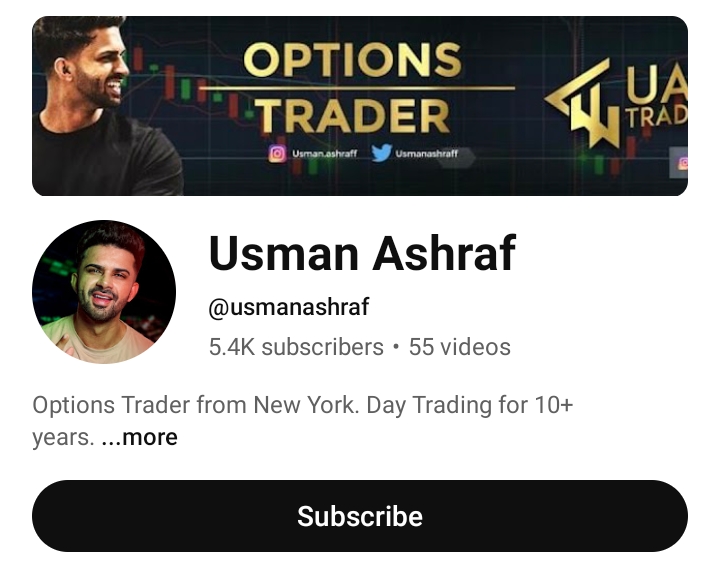 OPTIONS
TRADER
Usman.ashraff
Usmanashraff
UA
TRAD
Usman Ashraf
@usmanashraf
5.4K subscribers • 55 videos
Options Trader from New York. Day Trading for 10+
years. ...more
Subscribe